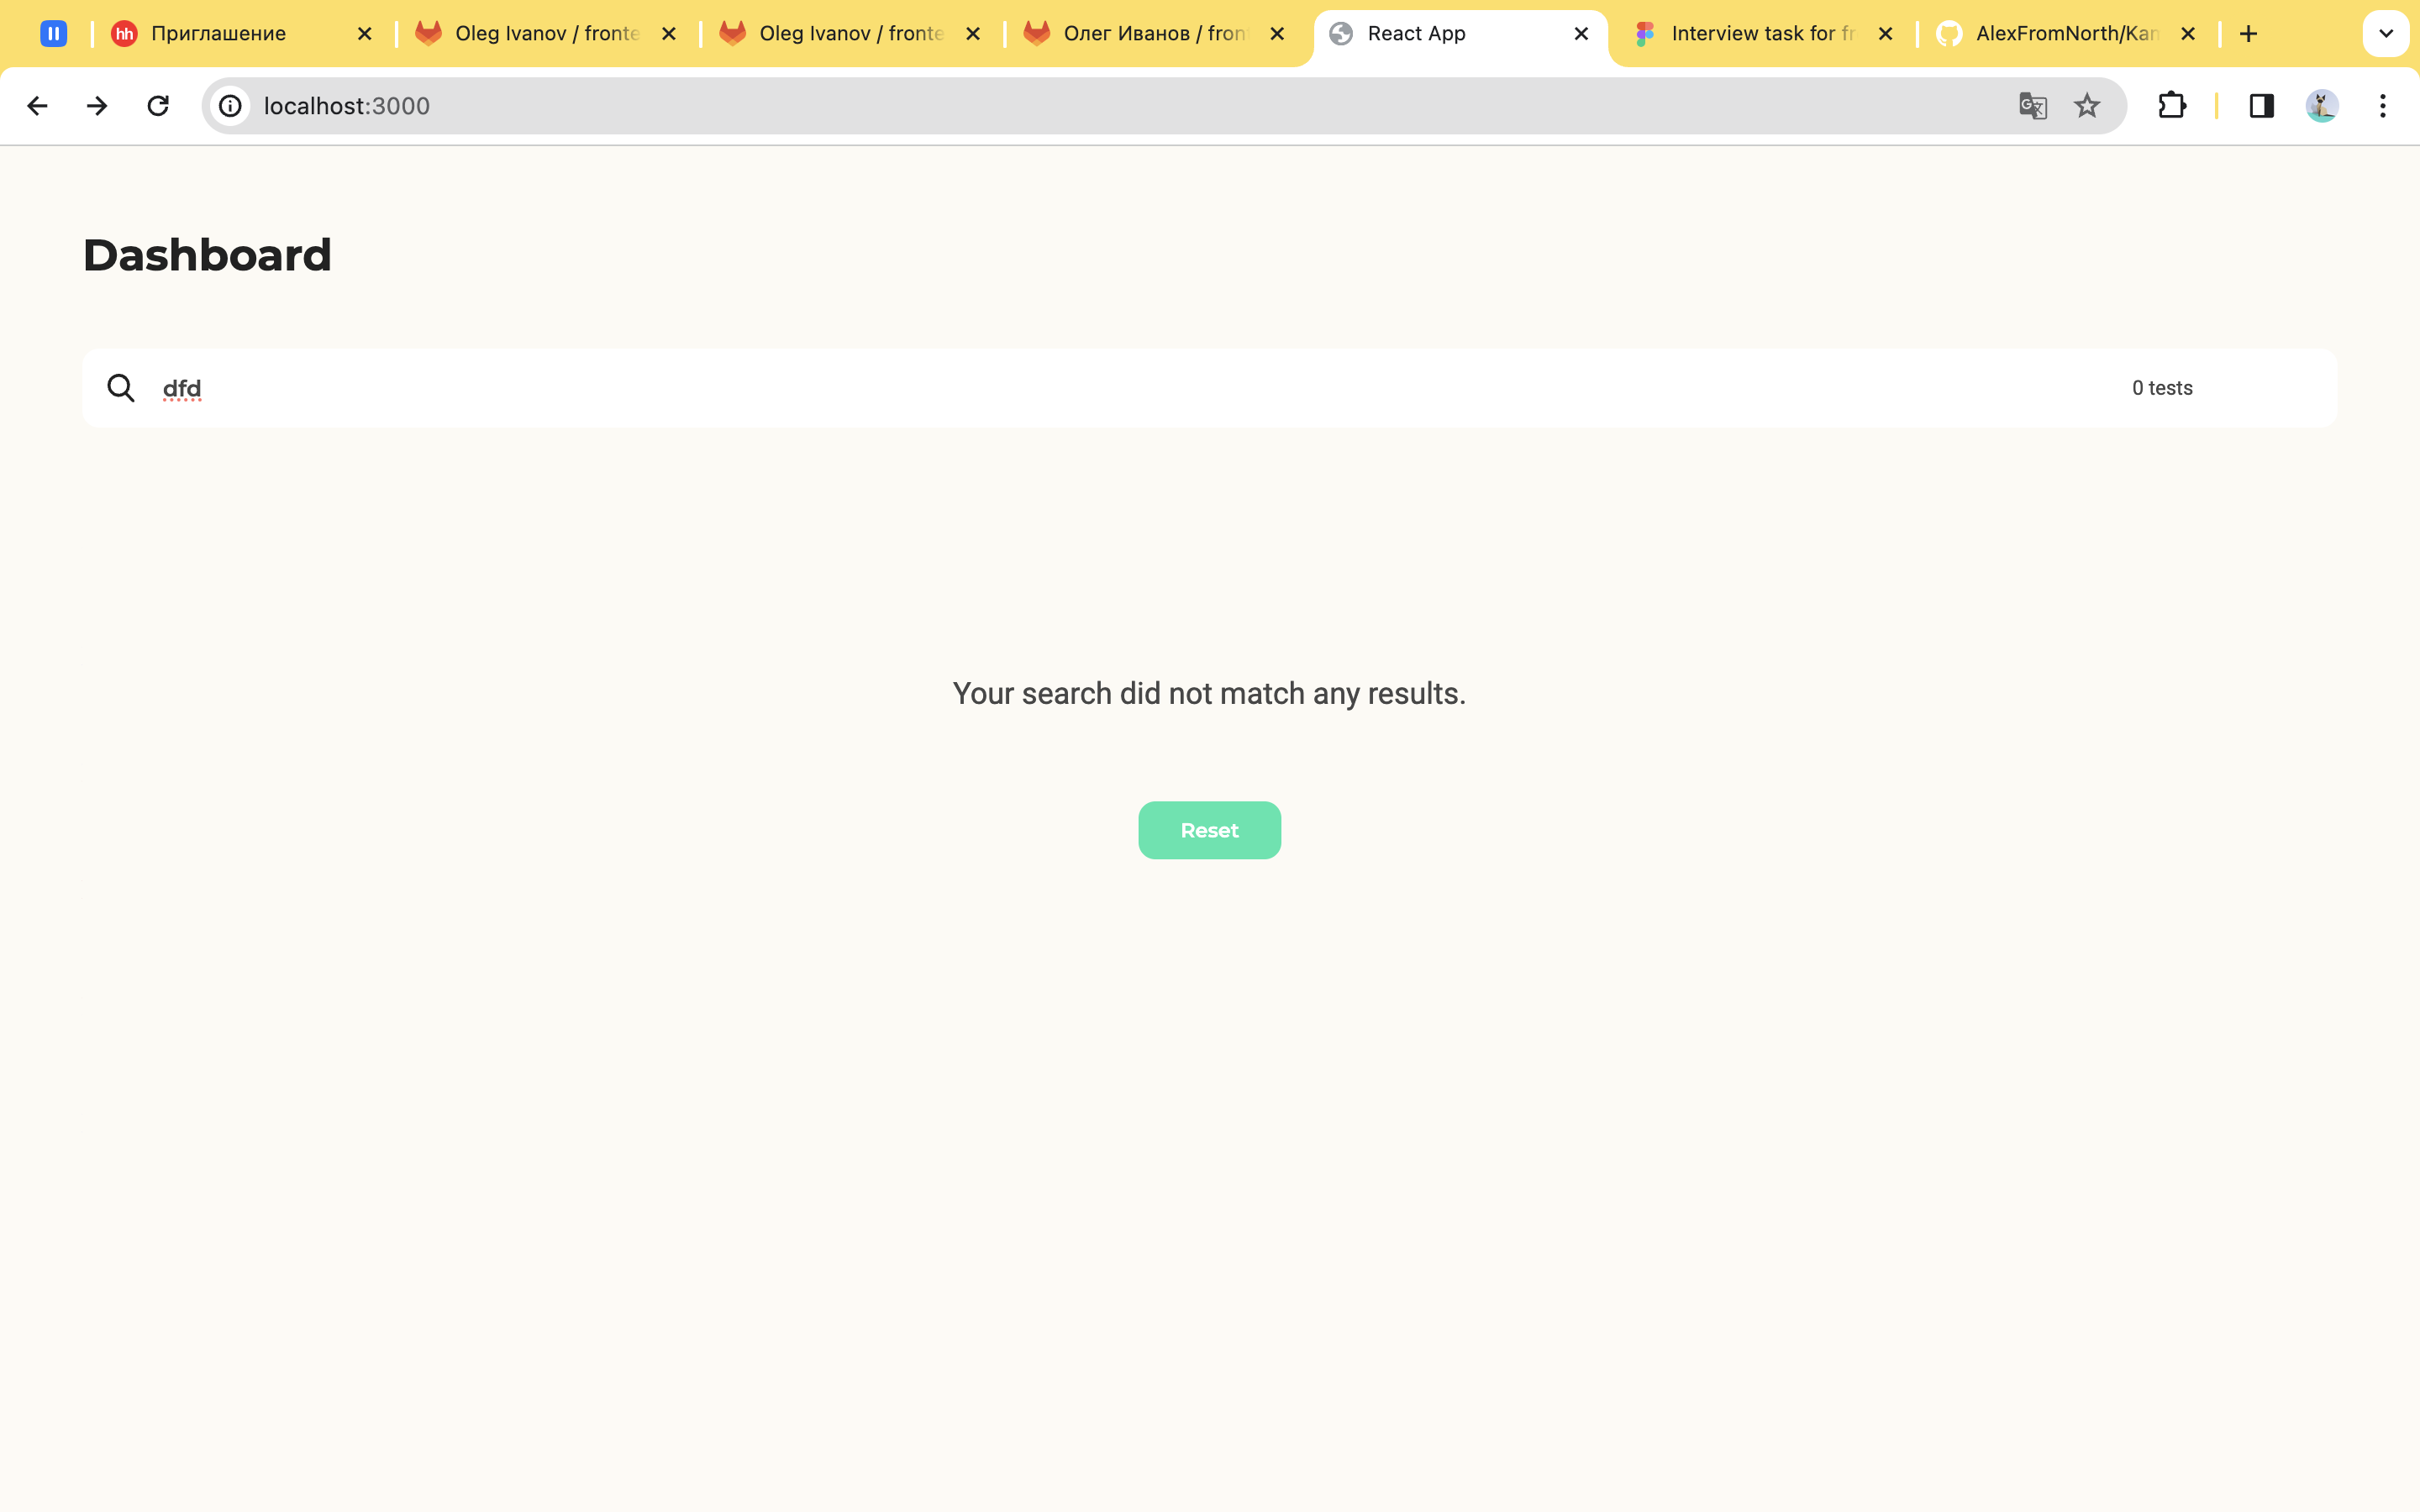 hh Приглашение
Oleg Ivanov / fronte
Oleg Ivanov / fronte
Олег Иванов / fron
React App
Interview task for fr
AlexFromNorth/Kan
localhost:3000
Dashboard
dfd
0 tests
Your search did not match any results.
Reset